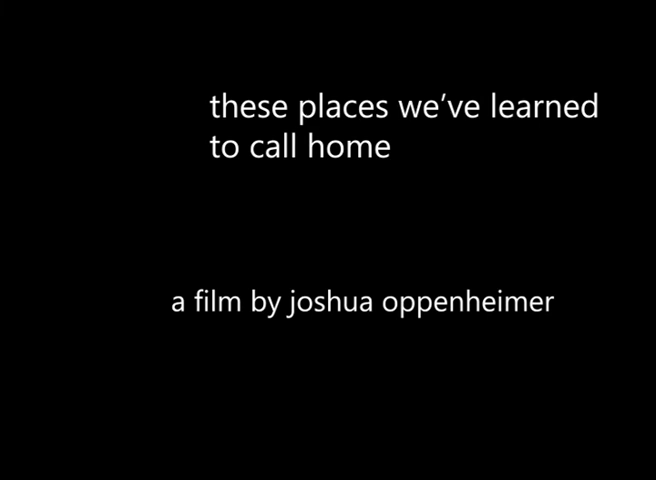 these places we've learned
to call home
a film by joshua oppenheimer